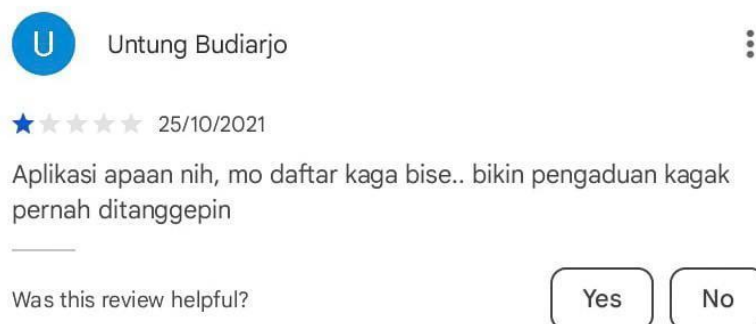 U
Untung Budiarjo
25/10/2021
Aplikasi apaan nih, mo daftar kaga bise.. bikin pengaduan kagak
pernah ditanggepin
Was this review helpful?
Yes
No